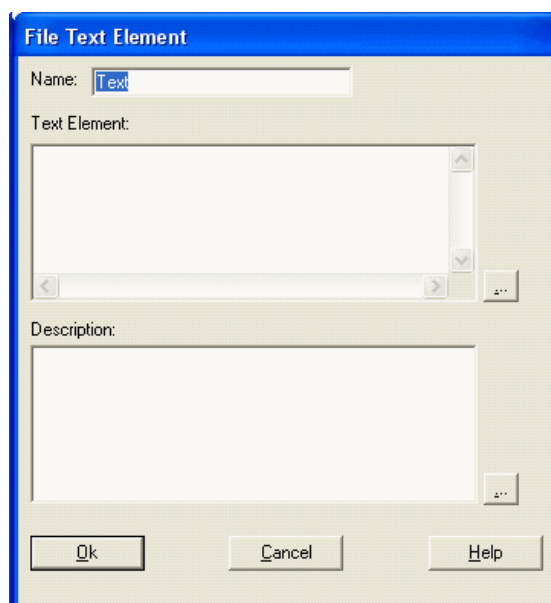 File Text Element
Name: Text
Text Element:
...
Description:
...
Ok Cancel Help